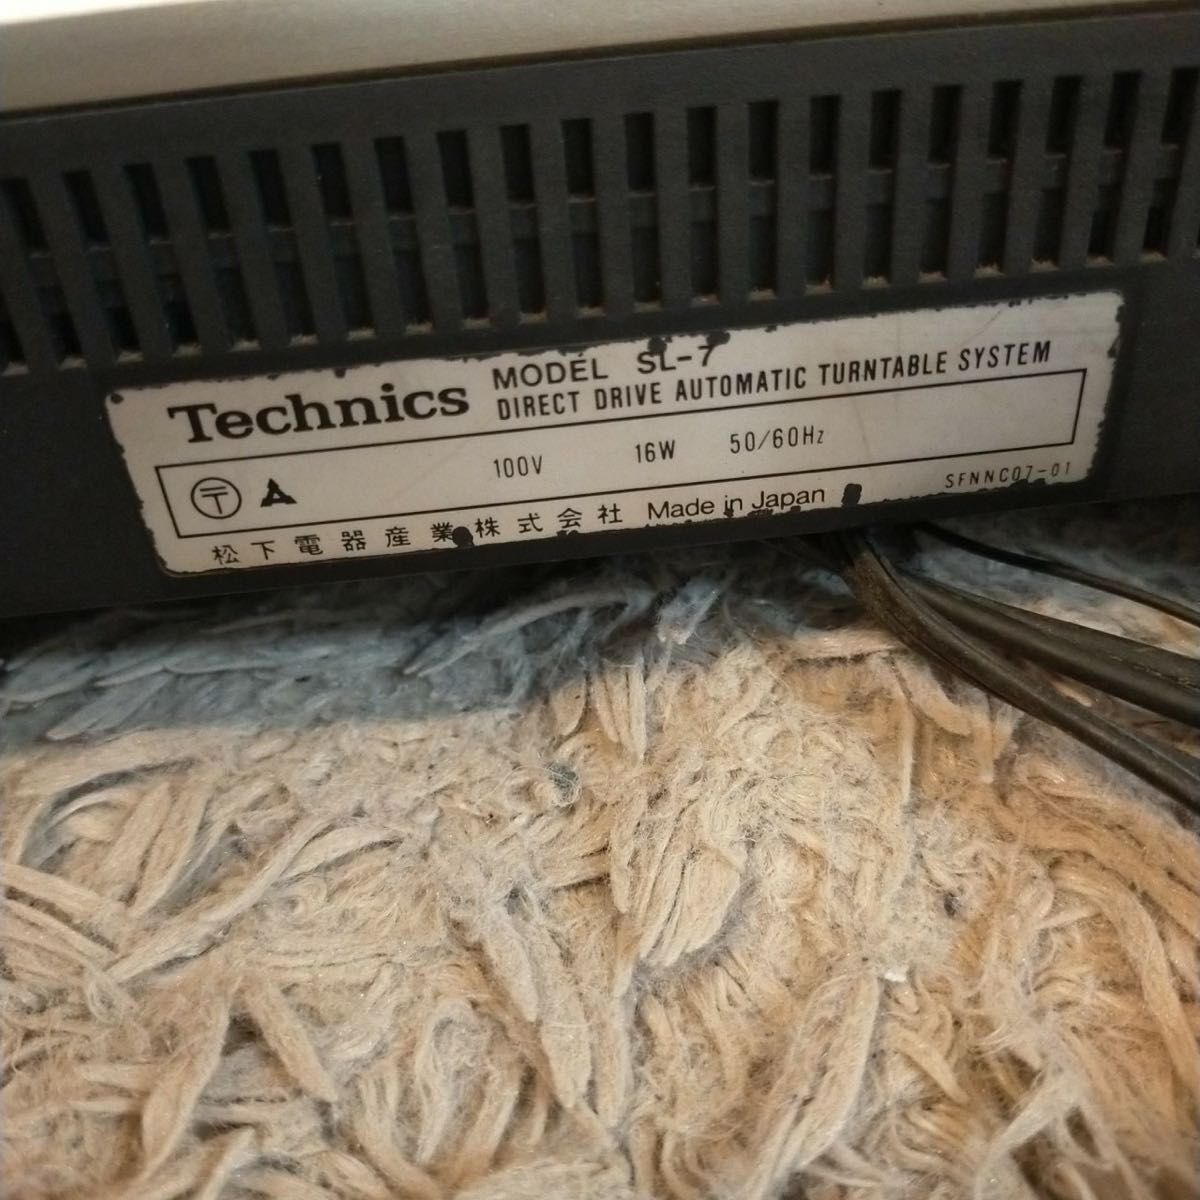 Technics MODEL SL-7
DIRECT DRIVE AUTOMATIC TURNTABLE SYSTEM
〒 A 100V 16W 50/60Hz
松下電器産業株式会社 Made in Japan SFNNC07-01